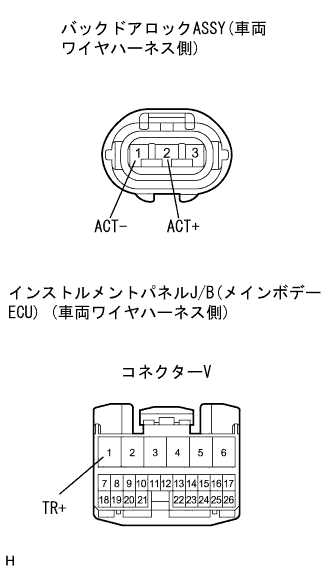 バックドアロックASSY(車両
ワイヤハーネス側)
1 2 3
ACT- ACT+
インストルメントパネルJ/B(メインボデー
ECU) (車両ワイヤハーネス側)
コネクターV
1 2 3 4 5 6
7 8 9 10 11 12 13 14 15 16 17
18 19 20 21 22 23 24 25 26
TR+
H